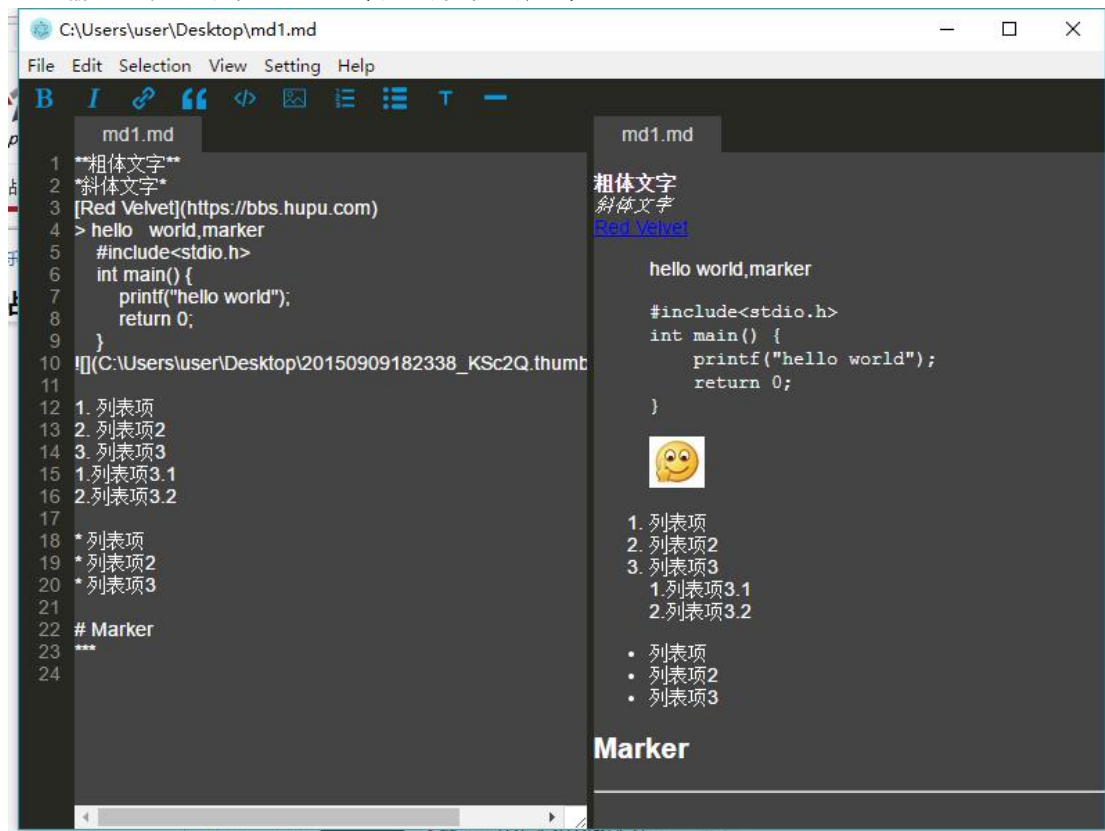 C:\Users\user\Desktop\md1.md
File Edit Selection View Setting Help
md1.md
1 **粗体文字**
2 *斜体文字*
3 [Red Velvet](https://bbs.hupu.com)
4 > hello   world,marker
5     #include<stdio.h>
6     int main() {
7         printf("hello world");
8         return 0;
9     }
10 ![](C:\Users\user\Desktop\20150909182338_KSc2Q.thumb
11
12 1. 列表项
13 2. 列表项2
14 3. 列表项3
15 1.列表项3.1
16 2.列表项3.2
17
18 * 列表项
19 * 列表项2
20 * 列表项3
21
22 # Marker
23 ***
24
md1.md
粗体文字
斜体文字
Red Velvet
hello world,marker
#include<stdio.h>
int main() {
    printf("hello world");
    return 0;
}
1. 列表项
2. 列表项2
3. 列表项3
1.列表项3.1
2.列表项3.2
• 列表项
• 列表项2
• 列表项3
Marker